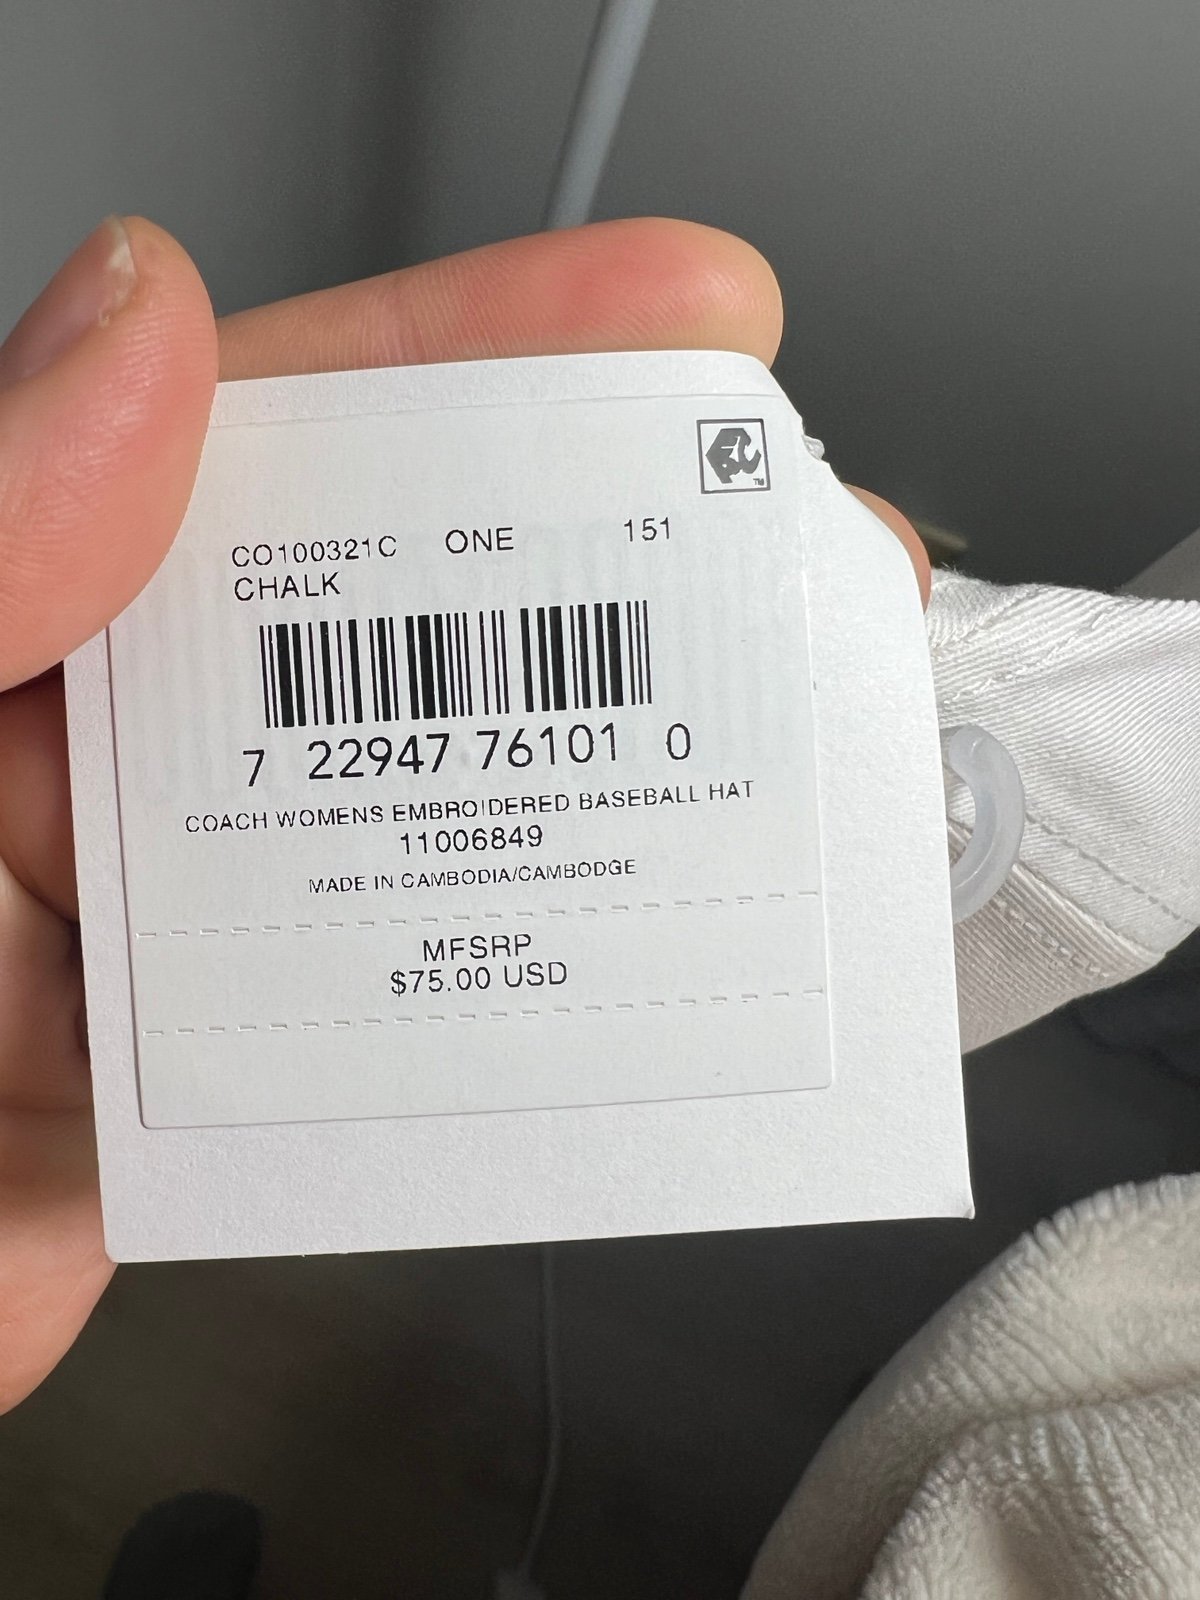 TM
CO100321C ONE 151
CHALK
7 22947 76101 0
COACH WOMENS EMBROIDERED BASEBALL HAT
11006849
MADE IN CAMBODIA/CAMBODGE
MFSRP
$75.00 USD